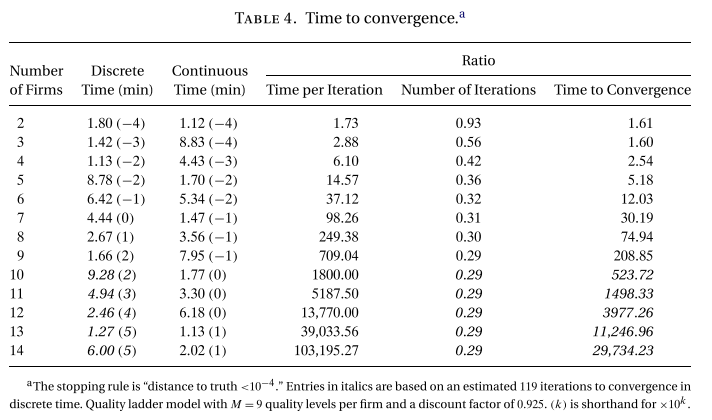 TABLE 4. Time to convergence.a
Ratio
Number Discrete Continuous
of Firms Time (min) Time (min) Time per Iteration Number of Iterations Time to Convergence
2 1.80 (−4) 1.12 (−4) 1.73 0.93 1.61
3 1.42 (−3) 8.83 (−4) 2.88 0.56 1.60
4 1.13 (−2) 4.43 (−3) 6.10 0.42 2.54
5 8.78 (−2) 1.70 (−2) 14.57 0.36 5.18
6 6.42 (−1) 5.34 (−2) 37.12 0.32 12.03
7 4.44 (0) 1.47 (−1) 98.26 0.31 30.19
8 2.67 (1) 3.56 (−1) 249.38 0.30 74.94
9 1.66 (2) 7.95 (−1) 709.04 0.29 208.85
10 9.28 (2) 1.77 (0) 1800.00 0.29 523.72
11 4.94 (3) 3.30 (0) 5187.50 0.29 1498.33
12 2.46 (4) 6.18 (0) 13,770.00 0.29 3977.26
13 1.27 (5) 1.13 (1) 39,033.56 0.29 11,246.96
14 6.00 (5) 2.02 (1) 103,195.27 0.29 29,734.23
aThe stopping rule is “distance to truth <10−4.” Entries in italics are based on an estimated 119 iterations to convergence in
discrete time. Quality ladder model with M = 9 quality levels per firm and a discount factor of 0.925. (k) is shorthand for ×10k.